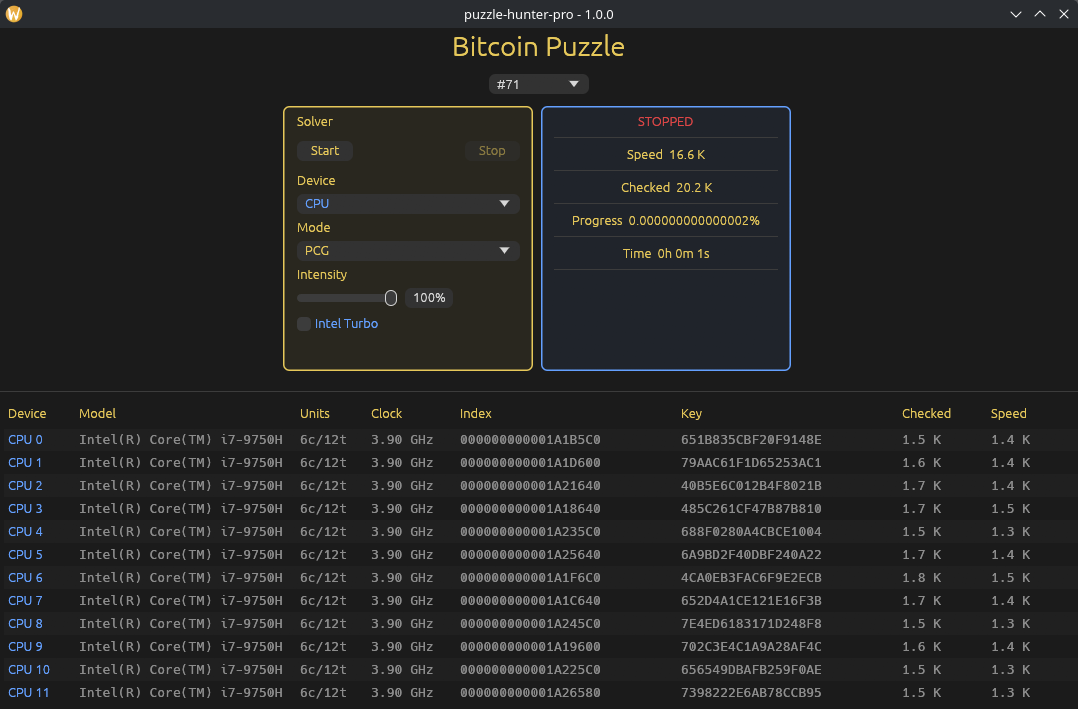 W
puzzle-hunter-pro - 1.0.0
Bitcoin Puzzle
#71
Solver
Start Stop
Device
CPU
Mode
PCG
Intensity
100%
Intel Turbo
STOPPED
Speed 16.6 K
Checked 20.2 K
Progress 0.000000000000002%
Time 0h 0m 1s
Device Model Units Clock Index Key Checked Speed
CPU 0 Intel(R) Core(TM) i7-9750H 6c/12t 3.90 GHz 000000000001A1B5C0 651B835CBF20F9148E 1.5 K 1.4 K
CPU 1 Intel(R) Core(TM) i7-9750H 6c/12t 3.90 GHz 000000000001A1D600 79AAC61F1D65253AC1 1.6 K 1.4 K
CPU 2 Intel(R) Core(TM) i7-9750H 6c/12t 3.90 GHz 000000000001A21640 40B5E6C012B4F8021B 1.7 K 1.4 K
CPU 3 Intel(R) Core(TM) i7-9750H 6c/12t 3.90 GHz 000000000001A18640 485C261CF47B87B810 1.7 K 1.5 K
CPU 4 Intel(R) Core(TM) i7-9750H 6c/12t 3.90 GHz 000000000001A235C0 688F0280A4CBCE1004 1.5 K 1.3 K
CPU 5 Intel(R) Core(TM) i7-9750H 6c/12t 3.90 GHz 000000000001A25640 6A9BD2F40DBF240A22 1.7 K 1.4 K
CPU 6 Intel(R) Core(TM) i7-9750H 6c/12t 3.90 GHz 000000000001A1F6C0 4CA0EB3FAC6F9E2ECB 1.8 K 1.5 K
CPU 7 Intel(R) Core(TM) i7-9750H 6c/12t 3.90 GHz 000000000001A1C640 652D4A1CE121E16F3B 1.7 K 1.4 K
CPU 8 Intel(R) Core(TM) i7-9750H 6c/12t 3.90 GHz 000000000001A245C0 7E4ED6183171D248F8 1.5 K 1.3 K
CPU 9 Intel(R) Core(TM) i7-9750H 6c/12t 3.90 GHz 000000000001A19600 702C3E4C1A9A28AF4C 1.6 K 1.4 K
CPU 10 Intel(R) Core(TM) i7-9750H 6c/12t 3.90 GHz 000000000001A225C0 656549DBAFB259F0AE 1.5 K 1.3 K
CPU 11 Intel(R) Core(TM) i7-9750H 6c/12t 3.90 GHz 000000000001A26580 7398222E6AB78CCB95 1.5 K 1.3 K